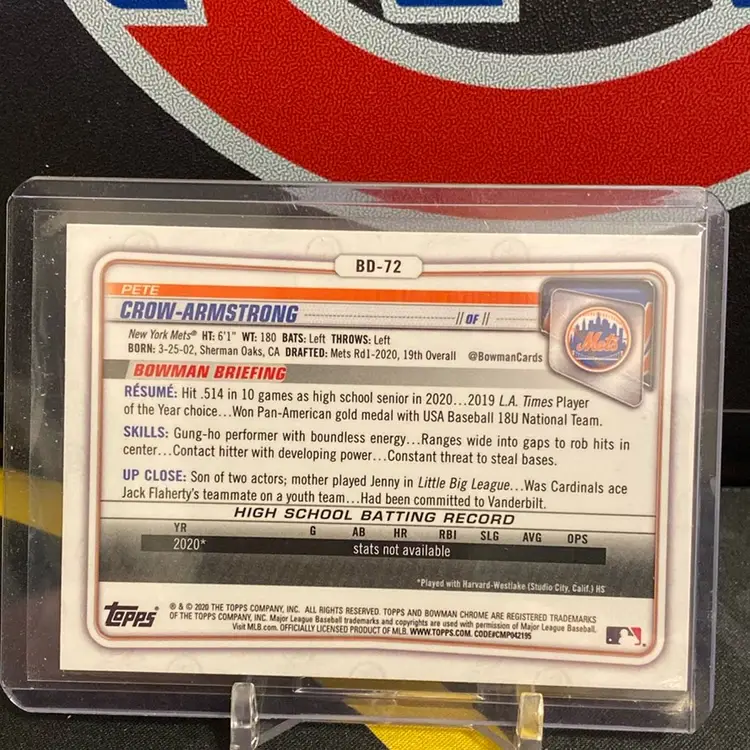 BD-72
PETE
CROW-ARMSTRONG // OF //
New York Mets® HT: 6'1" WT: 180 BATS: Left THROWS: Left
BORN: 3-25-02, Sherman Oaks, CA DRAFTED: Mets Rd1-2020, 19th Overall @BowmanCards
Mets
BOWMAN BRIEFING
RÉSUMÉ: Hit .514 in 10 games as high school senior in 2020...2019 L.A. Times Player
of the Year choice...Won Pan-American gold medal with USA Baseball 18U National Team.
SKILLS: Gung-ho performer with boundless energy...Ranges wide into gaps to rob hits in
center...Contact hitter with developing power...Constant threat to steal bases.
UP CLOSE: Son of two actors; mother played Jenny in Little Big League...Was Cardinals ace
Jack Flaherty's teammate on a youth team...Had been committed to Vanderbilt.
HIGH SCHOOL BATTING RECORD
YR G AB HR RBI SLG AVG OPS
2020* stats not available
*Played with Harvard-Westlake (Studio City, Calif.) HS
TOPPS ® & © 2020 THE TOPPS COMPANY, INC. ALL RIGHTS RESERVED. TOPPS AND BOWMAN CHROME ARE REGISTERED TRADEMARKS
OF THE TOPPS COMPANY, INC. Major League Baseball trademarks and copyrights are used with permission of Major League Baseball.
Visit MLB.com. OFFICIALLY LICENSED PRODUCT OF MLB. WWW.TOPPS.COM. CODE#CMP042195